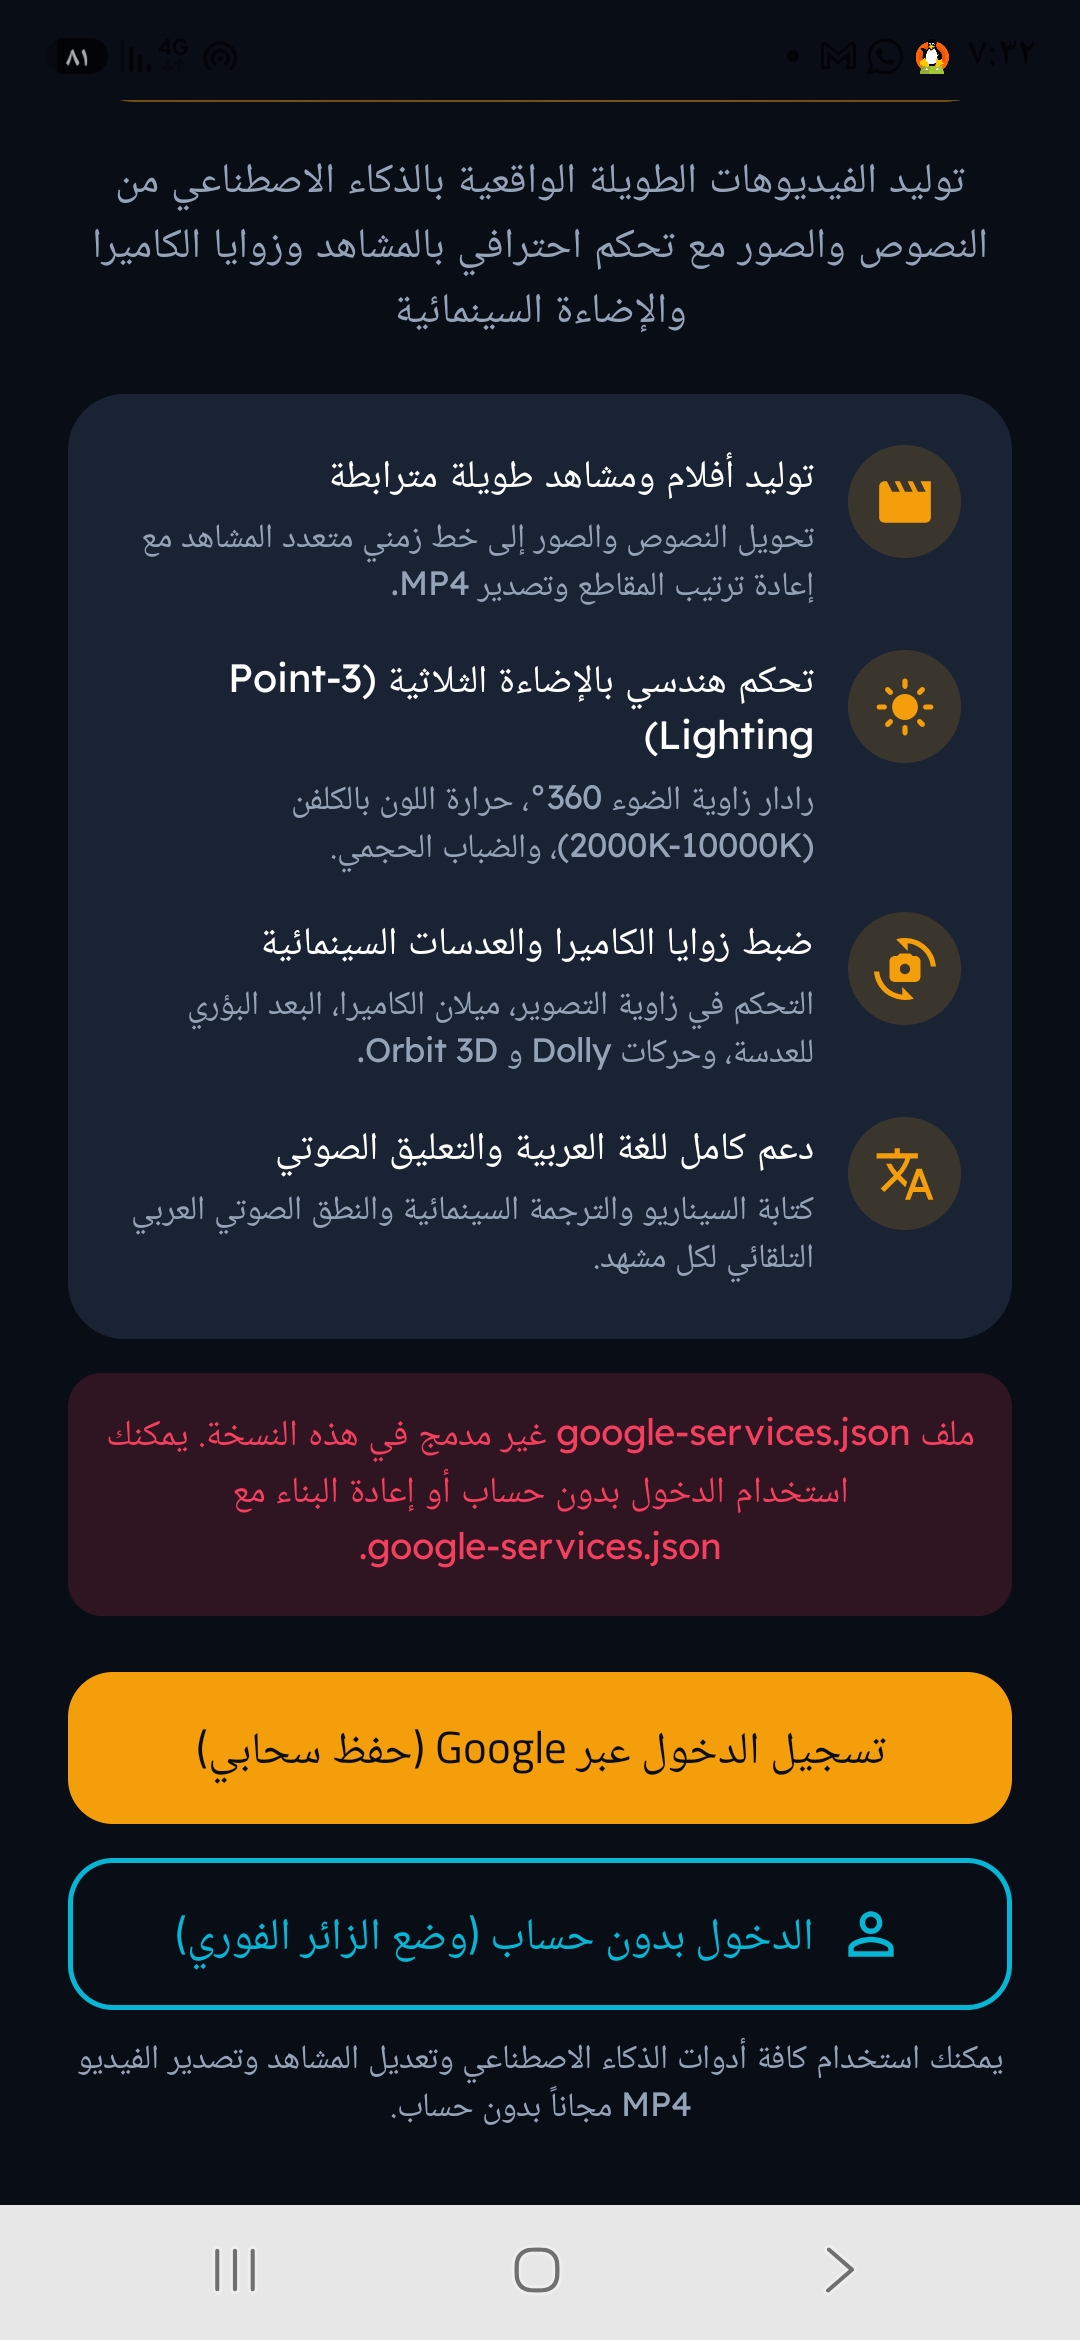 ٧:٣٢
4G
٨١
توليد الفيديوهات الطويلة الواقعية بالذكاء الاصطناعي من
النصوص والصور مع تحكم احترافي بالمشاهد وزوايا الكاميرا
والإضاءة السينمائية
توليد أفلام ومشاهد طويلة مترابطة
تحويل النصوص والصور إلى خط زمني متعدد المشاهد مع
إعادة ترتيب المقاطع وتصدير MP4.
تحكم هندسي بالإضاءة الثلاثية (3-Point
Lighting)
رادار زاوية الضوء 360°، حرارة اللون بالكلفن
(2000K-10000K)، والضباب الحجمي.
ضبط زوايا الكاميرا والعدسات السينمائية
التحكم في زاوية التصوير، ميلان الكاميرا، البعد البؤري
للعدسة، وحركات Dolly و Orbit 3D.
دعم كامل للغة العربية والتعليق الصوتي
كتابة السيناريو والترجمة السينمائية والنطق الصوتي العربي
التلقائي لكل مشهد.
ملف google-services.json غير مدمج في هذه النسخة. يمكنك
استخدام الدخول بدون حساب أو إعادة البناء مع
google-services.json.
تسجيل الدخول عبر Google (حفظ سحابي)
الدخول بدون حساب (وضع الزائر الفوري)
يمكنك استخدام كافة أدوات الذكاء الاصطناعي وتعديل المشاهد وتصدير الفيديو
MP4 مجاناً بدون حساب.